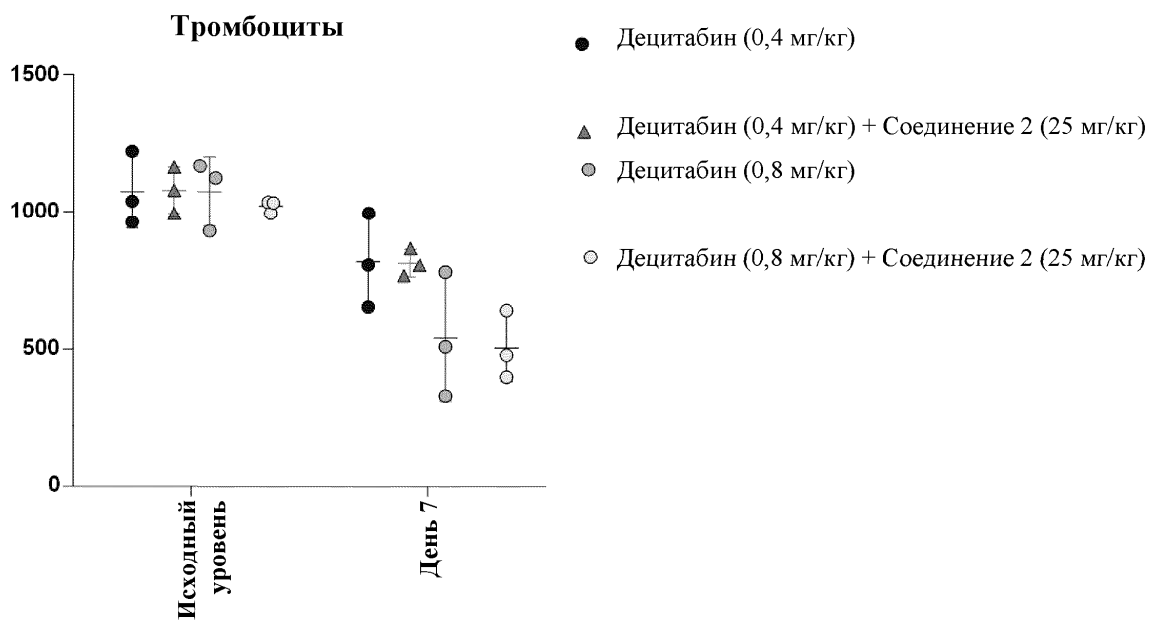 Тромбоциты
1500
1000
500
0
Исходный
уровень
День 7
Децитабин (0,4 мг/кг)
Децитабин (0,4 мг/кг) + Соединение 2 (25 мг/кг)
Децитабин (0,8 мг/кг)
Децитабин (0,8 мг/кг) + Соединение 2 (25 мг/кг)